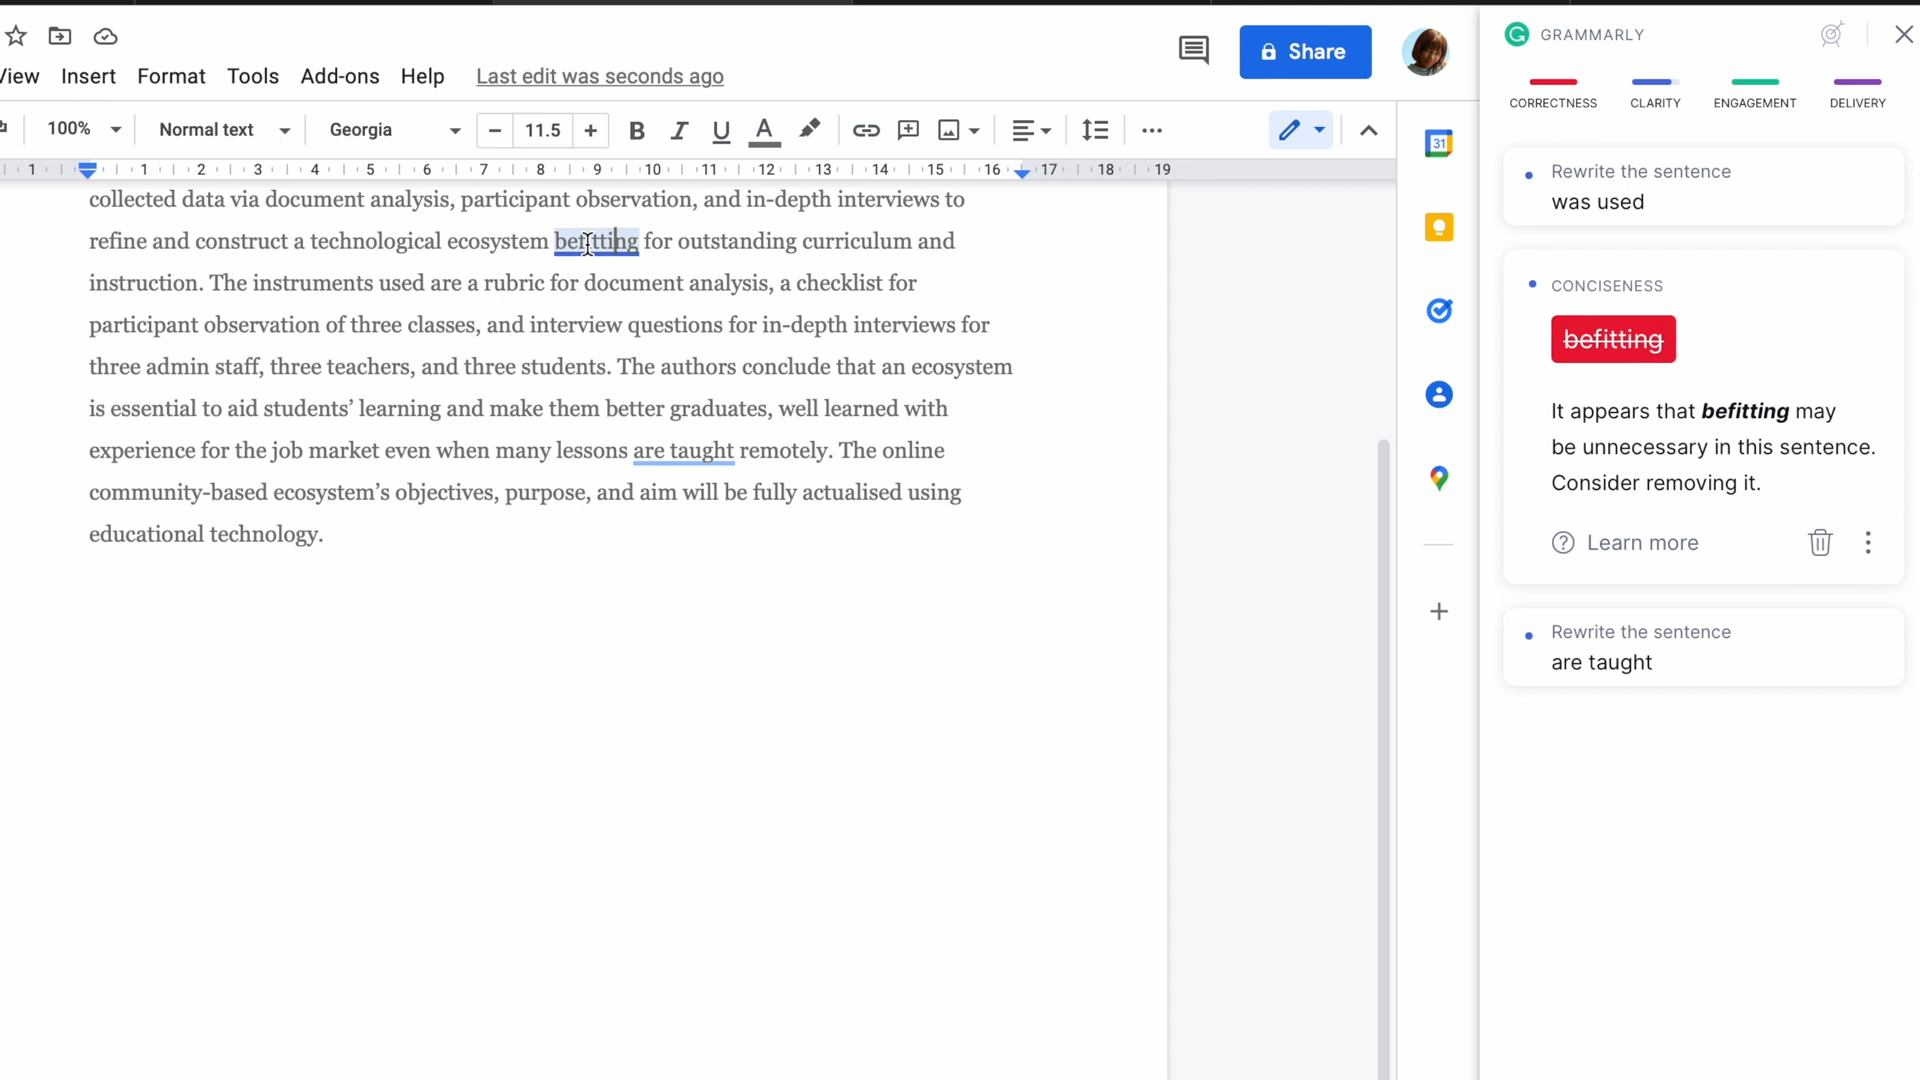 GRAMMARLY
Share
View Insert Format Tools Add-ons Help Last edit was seconds ago
CORRECTNESS CLARITY ENGAGEMENT DELIVERY
100% Normal text Georgia 11.5
1 1 2 3 4 5 6 7 8 9 10 11 12 13 14 15 16 17 18 19
31
collected data via document analysis, participant observation, and in-depth interviews to
refine and construct a technological ecosystem befitting for outstanding curriculum and
instruction. The instruments used are a rubric for document analysis, a checklist for
participant observation of three classes, and interview questions for in-depth interviews for
three admin staff, three teachers, and three students. The authors conclude that an ecosystem
is essential to aid students’ learning and make them better graduates, well learned with
experience for the job market even when many lessons are taught remotely. The online
community-based ecosystem’s objectives, purpose, and aim will be fully actualised using
educational technology.
Rewrite the sentence
was used
CONCISENESS
befitting
It appears that befitting may
be unnecessary in this sentence.
Consider removing it.
Learn more
Rewrite the sentence
are taught